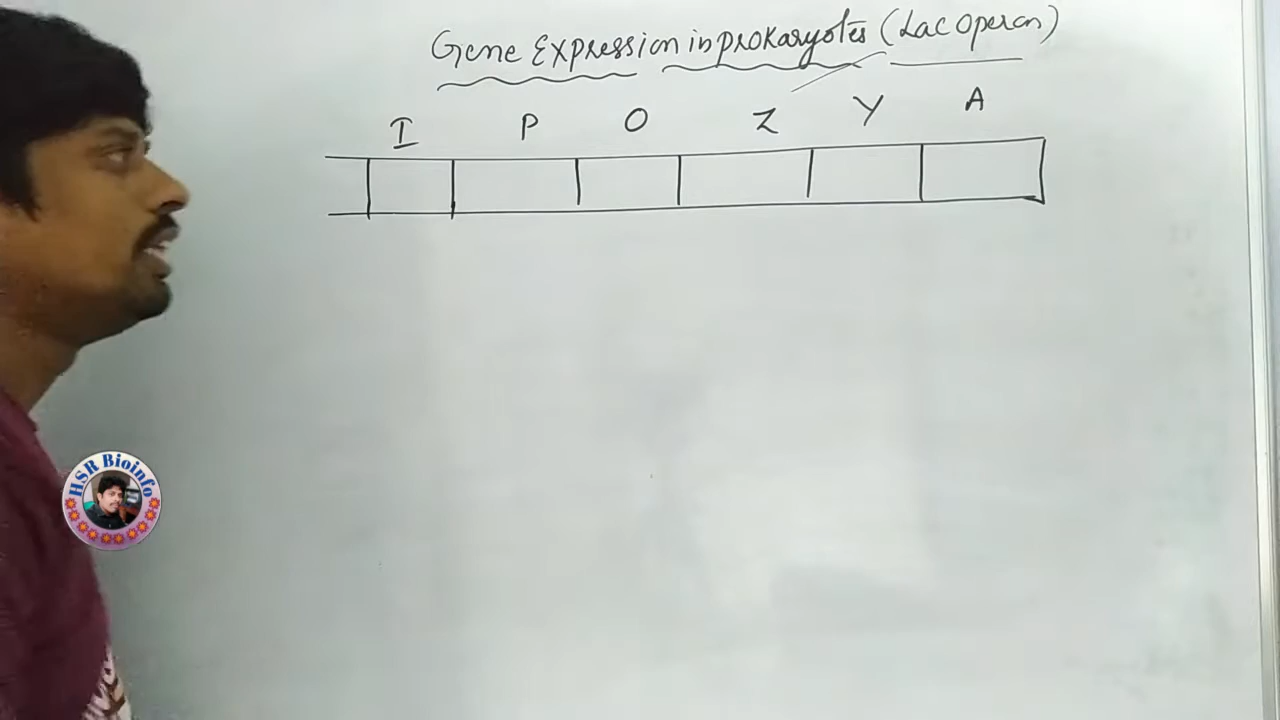 Gene Expression in prokaryotes (Lac operon)
I P O Z Y A
HSR Bioinfo